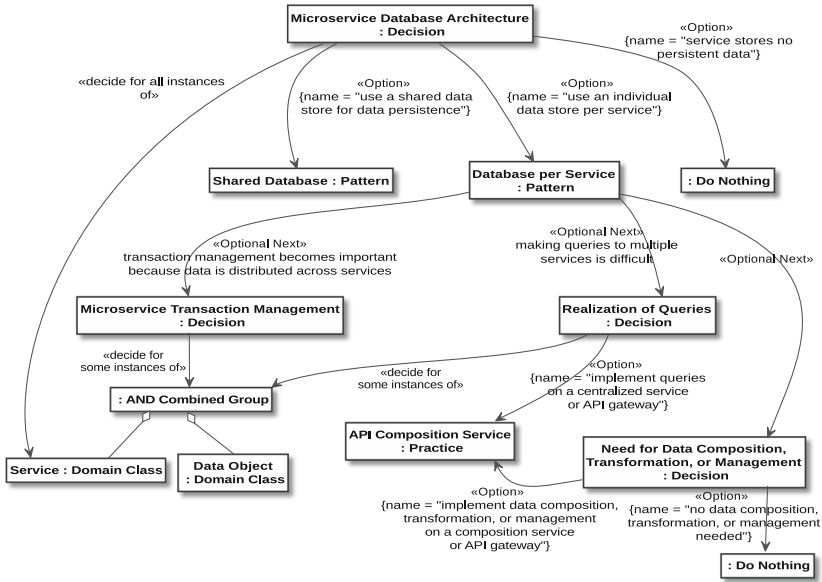 Microservice Database Architecture
: Decision
«decide for all instances
of»
«Option»
{name = "use a shared data
store for data persistence"}
«Option»
{name = "use an individual
data store per service"}
«Option»
{name = "service stores no
persistent data"}
Shared Database : Pattern
Database per Service
: Pattern
: Do Nothing
«Optional Next»
transaction management becomes important
because data is distributed across services
«Optional Next»
making queries to multiple
services is difficult
«Optional Next»
Microservice Transaction Management
: Decision
Realization of Queries
: Decision
«decide for
some instances of»
«decide for
some instances of»
«Option»
{name = "implement queries
on a centralized service
or API gateway"}
: AND Combined Group
API Composition Service
: Practice
Need for Data Composition,
Transformation, or Management
: Decision
Service : Domain Class
Data Object
: Domain Class
«Option»
{name = "implement data composition,
transformation, or management
on a composition service
or API gateway"}
«Option»
{name = "no data composition,
transformation, or management
needed"}
: Do Nothing